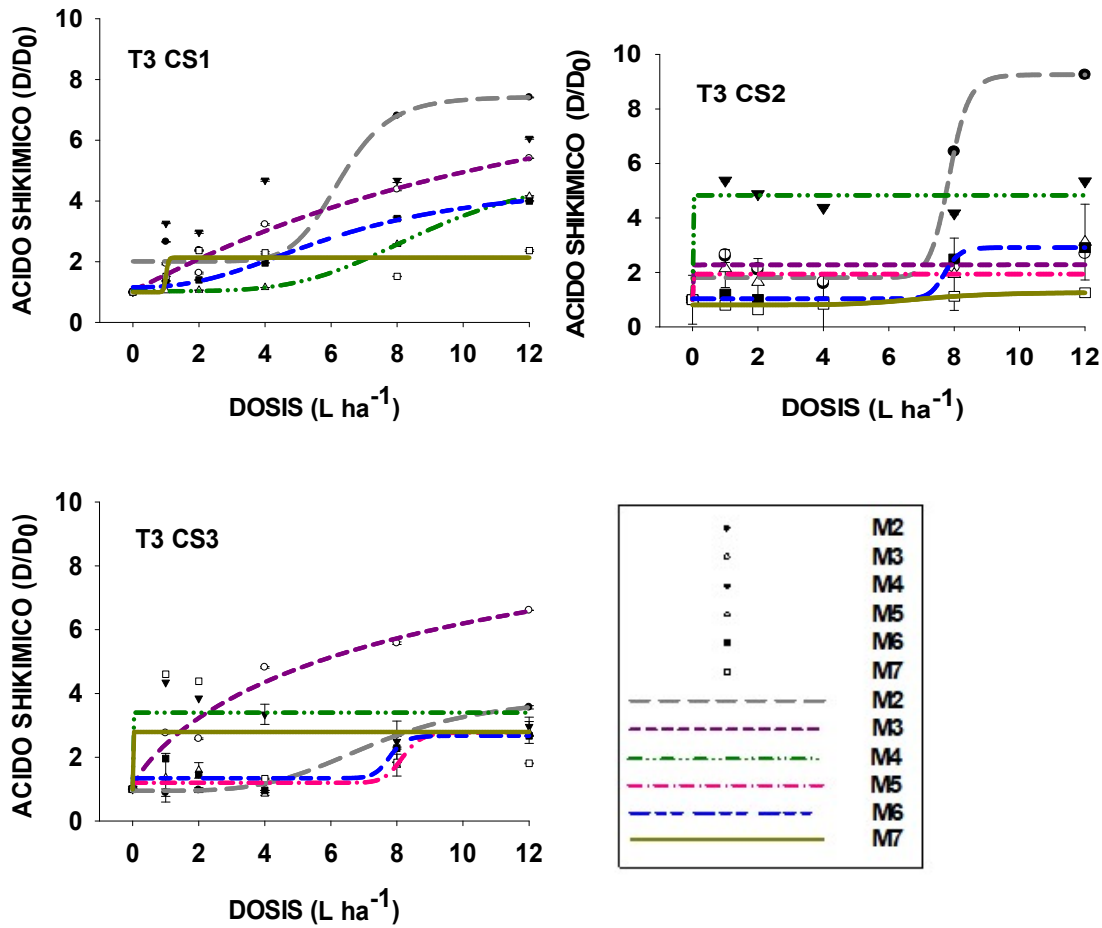 T3 CS1
ACIDO SHIKIMICO (D/D0)
10
8
6
4
2
0
0 2 4 6 8 10 12
DOSIS (L ha-1)
T3 CS2
ACIDO SHIKIMICO (D/D0)
10
8
6
4
2
0
0 2 4 6 8 10 12
DOSIS (L ha-1)
T3 CS3
ACIDO SHIKIMICO (D/D0)
10
8
6
4
2
0
0 2 4 6 8 10 12
DOSIS (L ha-1)
M2
M3
M4
M5
M6
M7
M2
M3
M4
M5
M6
M7